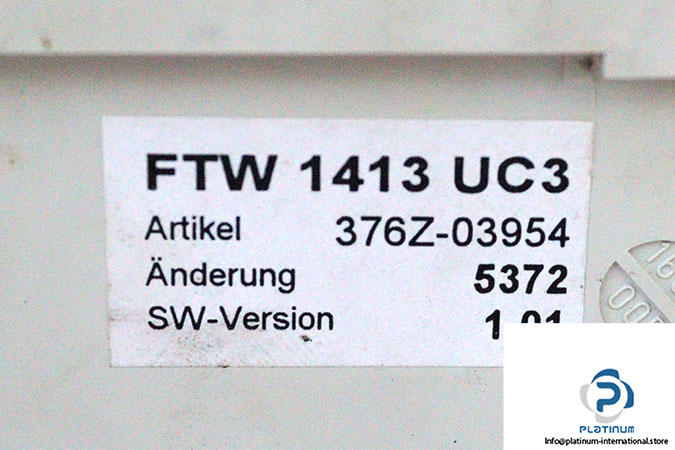 FTW 1413 UC3
Artikel 376Z-03954
Änderung 5372
SW-Version
PLATINUM
Info@platinum-international.store